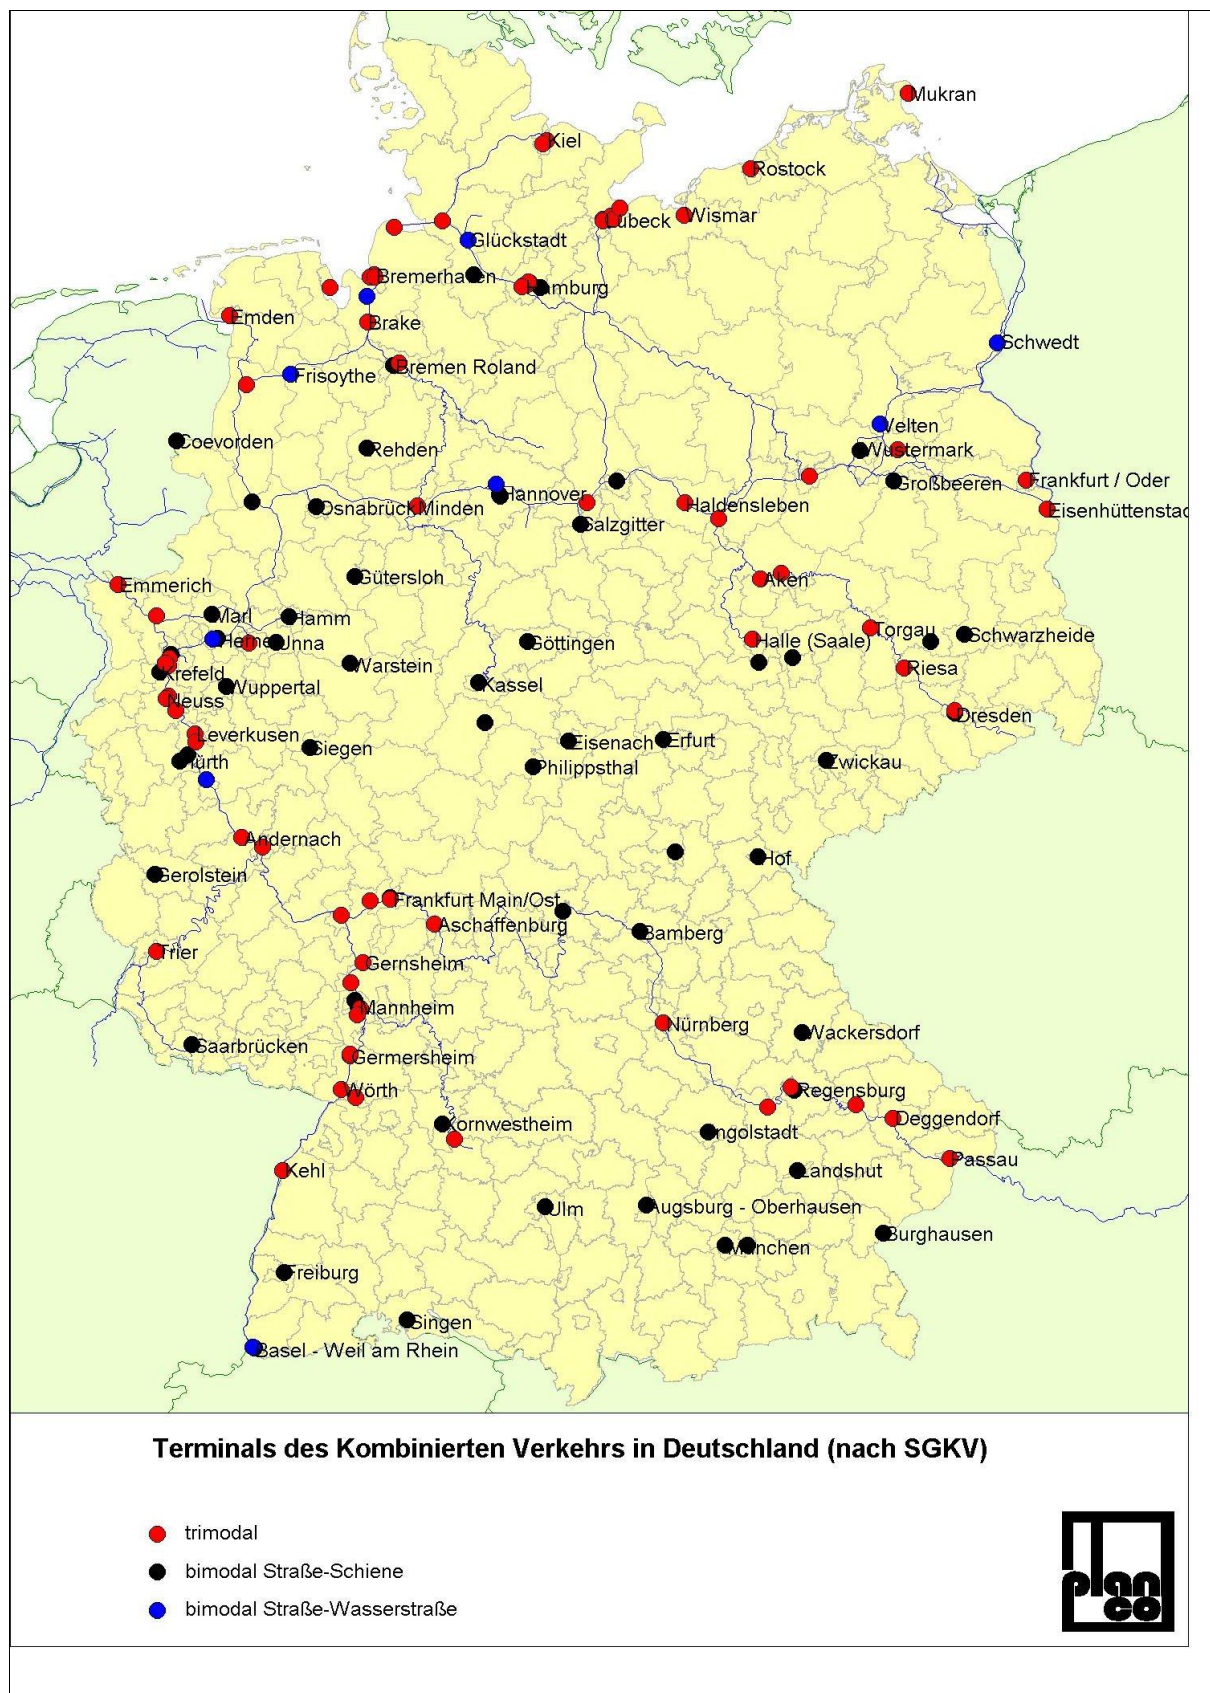 Mukran
Kiel
Rostock
Wismar
Lübeck
Glückstadt
Bremerhafen
Hamburg
Emden
Brake
Schwedt
Bremen Roland
Frisoythe
Velten
Coevorden
Rehden
Wustermark
Großbeeren
Frankfurt / Oder
Hannover
Osnabrück
Minden
Haldensleben
Eisenhüttenstad
Salzgitter
Emmerich
Gütersloh
Aken
Marl
Hamm
Torgau
Schwarzheide
Herne
Unna
Göttingen
Halle (Saale)
Warstein
Riesa
Krefeld
Wuppertal
Kassel
Neuss
Dresden
Leverkusen
Siegen
Eisenach
Erfurt
Hürth
Philippsthal
Zwickau
Andernach
Hof
Gerolstein
Frankfurt Main/Ost
Aschaffenburg
Bamberg
Trier
Gernsheim
Mannheim
Nürnberg
Wackersdorf
Saarbrücken
Germersheim
Wörth
Regensburg
Deggendorf
Kornwestheim
Ingolstadt
Passau
Kehl
Landshut
Ulm
Augsburg - Oberhausen
Burghausen
München
Freiburg
Singen
Basel - Weil am Rhein
Terminals des Kombinierten Verkehrs in Deutschland (nach SGKV)
trimodal
bimodal Straße-Schiene
bimodal Straße-Wasserstraße
plan
co